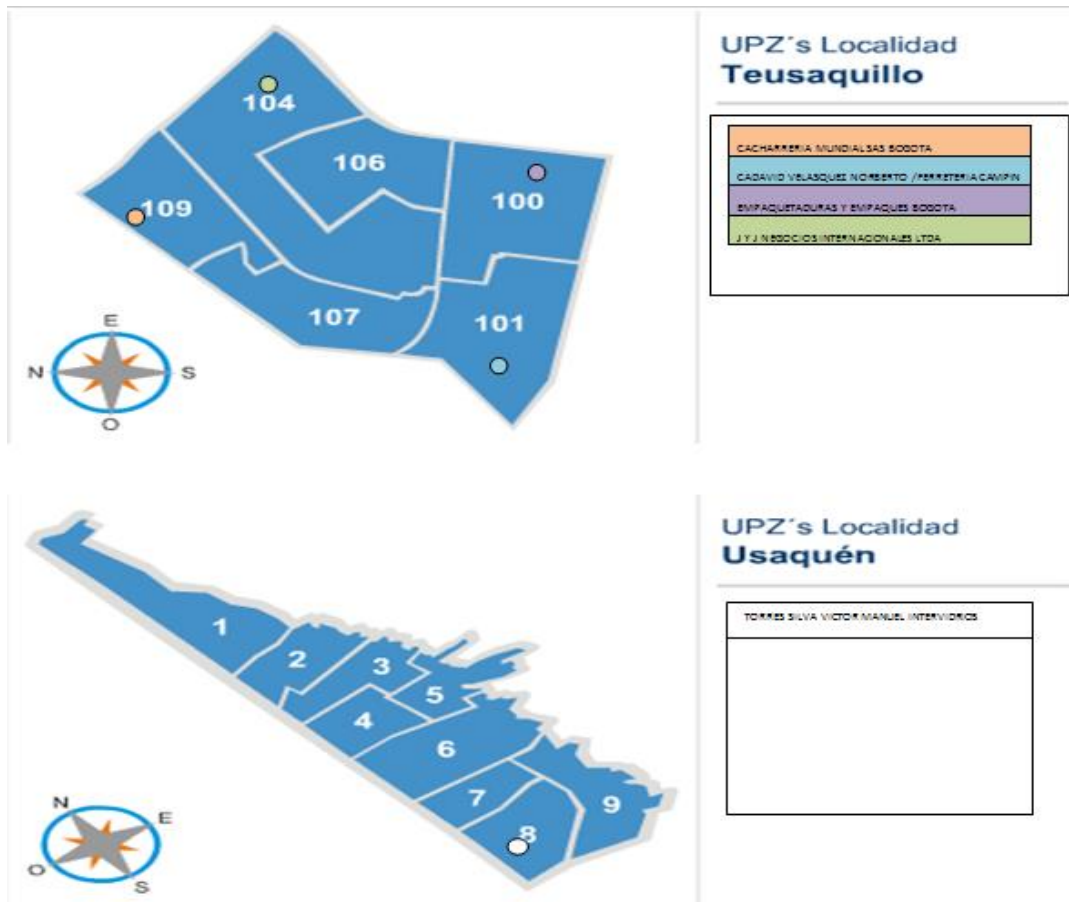 UPZ´s Localidad
Teusaquillo
CACHARRERIA MUNDIAL SAS BOGOTA
CADAVID VELASQUEZ NORBERTO /FERRETERIA CAMPIN
EMPAQUETADURAS Y EMPAQUES BOGOTA
J Y J NEGOCIOS INTERNACIONALES LTDA
104
106
100
109
107
101
E
N
S
O
UPZ´s Localidad
Usaquén
TORRES SILVA VICTOR MANUEL INTERVIDRIOS
1
2
3
5
4
6
7
9
8
N
E
O
S